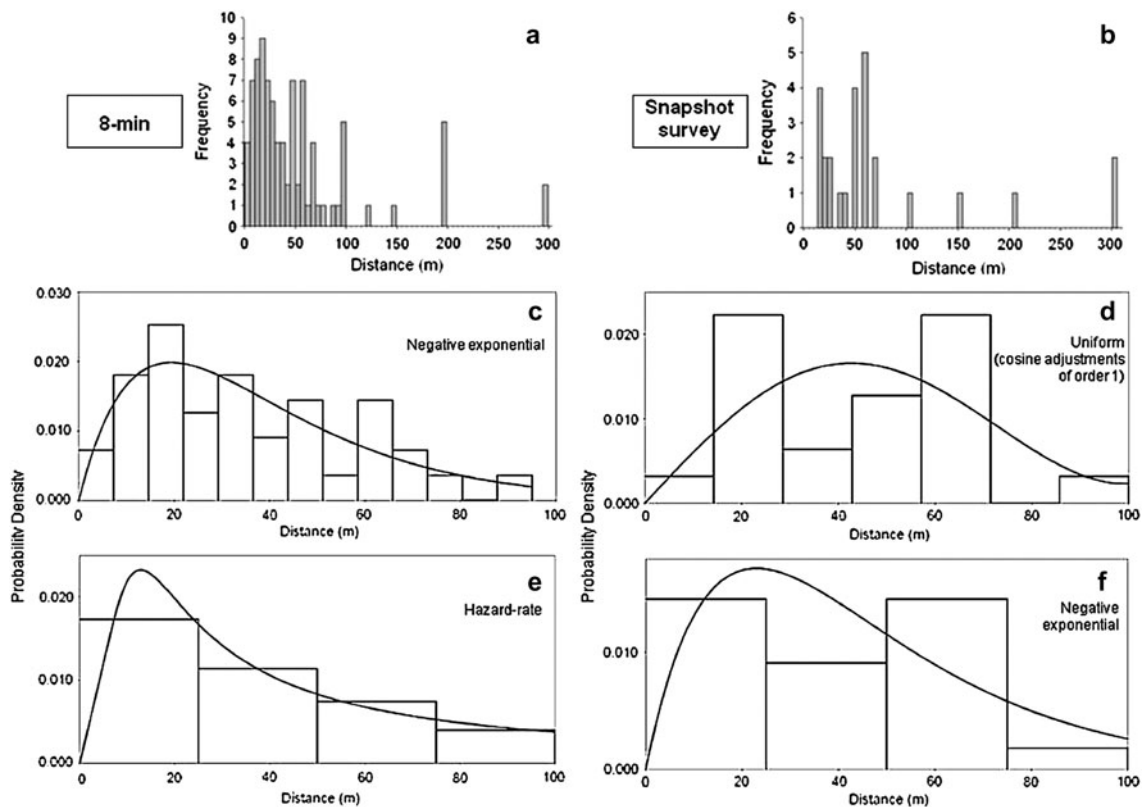 a
10
9
8
7
6
5
4
3
2
1
0
Frequency
0 50 100 150 200 250 300
Distance (m)
8-min
b
6
5
4
3
2
1
0
Frequency
0 50 100 150 200 250 300
Distance (m)
Snapshot
survey
c
Negative exponential
0.030
0.020
0.010
0.000
0 20 40 60 80 100
Distance (m)
d
Uniform
(cosine adjustments
of order 1)
0.020
0.010
0.000
0 20 40 60 80 100
Distance (m)
Probability Density
Probability Density
e
Hazard-rate
0.020
0.010
0.000
0 20 40 60 80 100
Distance (m)
f
Negative
exponential
0.010
0.000
0 20 40 60 80 100
Distance (m)